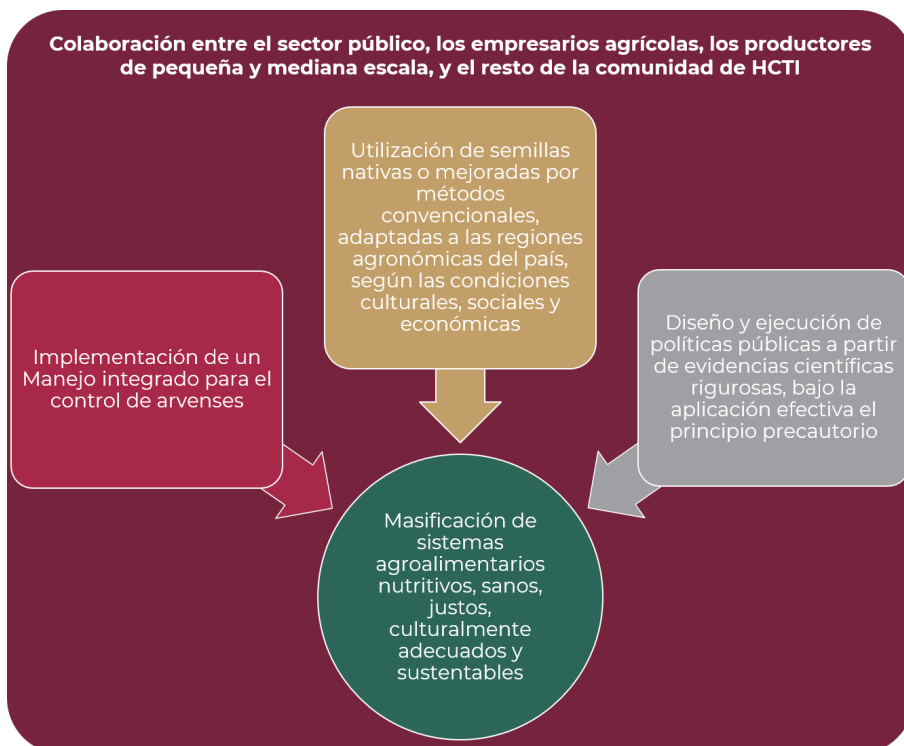 Colaboración entre el sector público, los empresarios agrícolas, los productores
de pequeña y mediana escala, y el resto de la comunidad de HCTI
Utilización de semillas
nativas o mejoradas por
métodos
convencionales,
adaptadas a las regiones
agronómicas del país,
según las condiciones
culturales, sociales y
económicas
Implementación de un
Manejo integrado para el
control de arvenses
Diseño y ejecución de
políticas públicas a partir
de evidencias científicas
rigurosas, bajo la
aplicación efectiva el
principio precautorio
Masificación de
sistemas
agroalimentarios
nutritivos, sanos,
justos,
culturalmente
adecuados y
sustentables